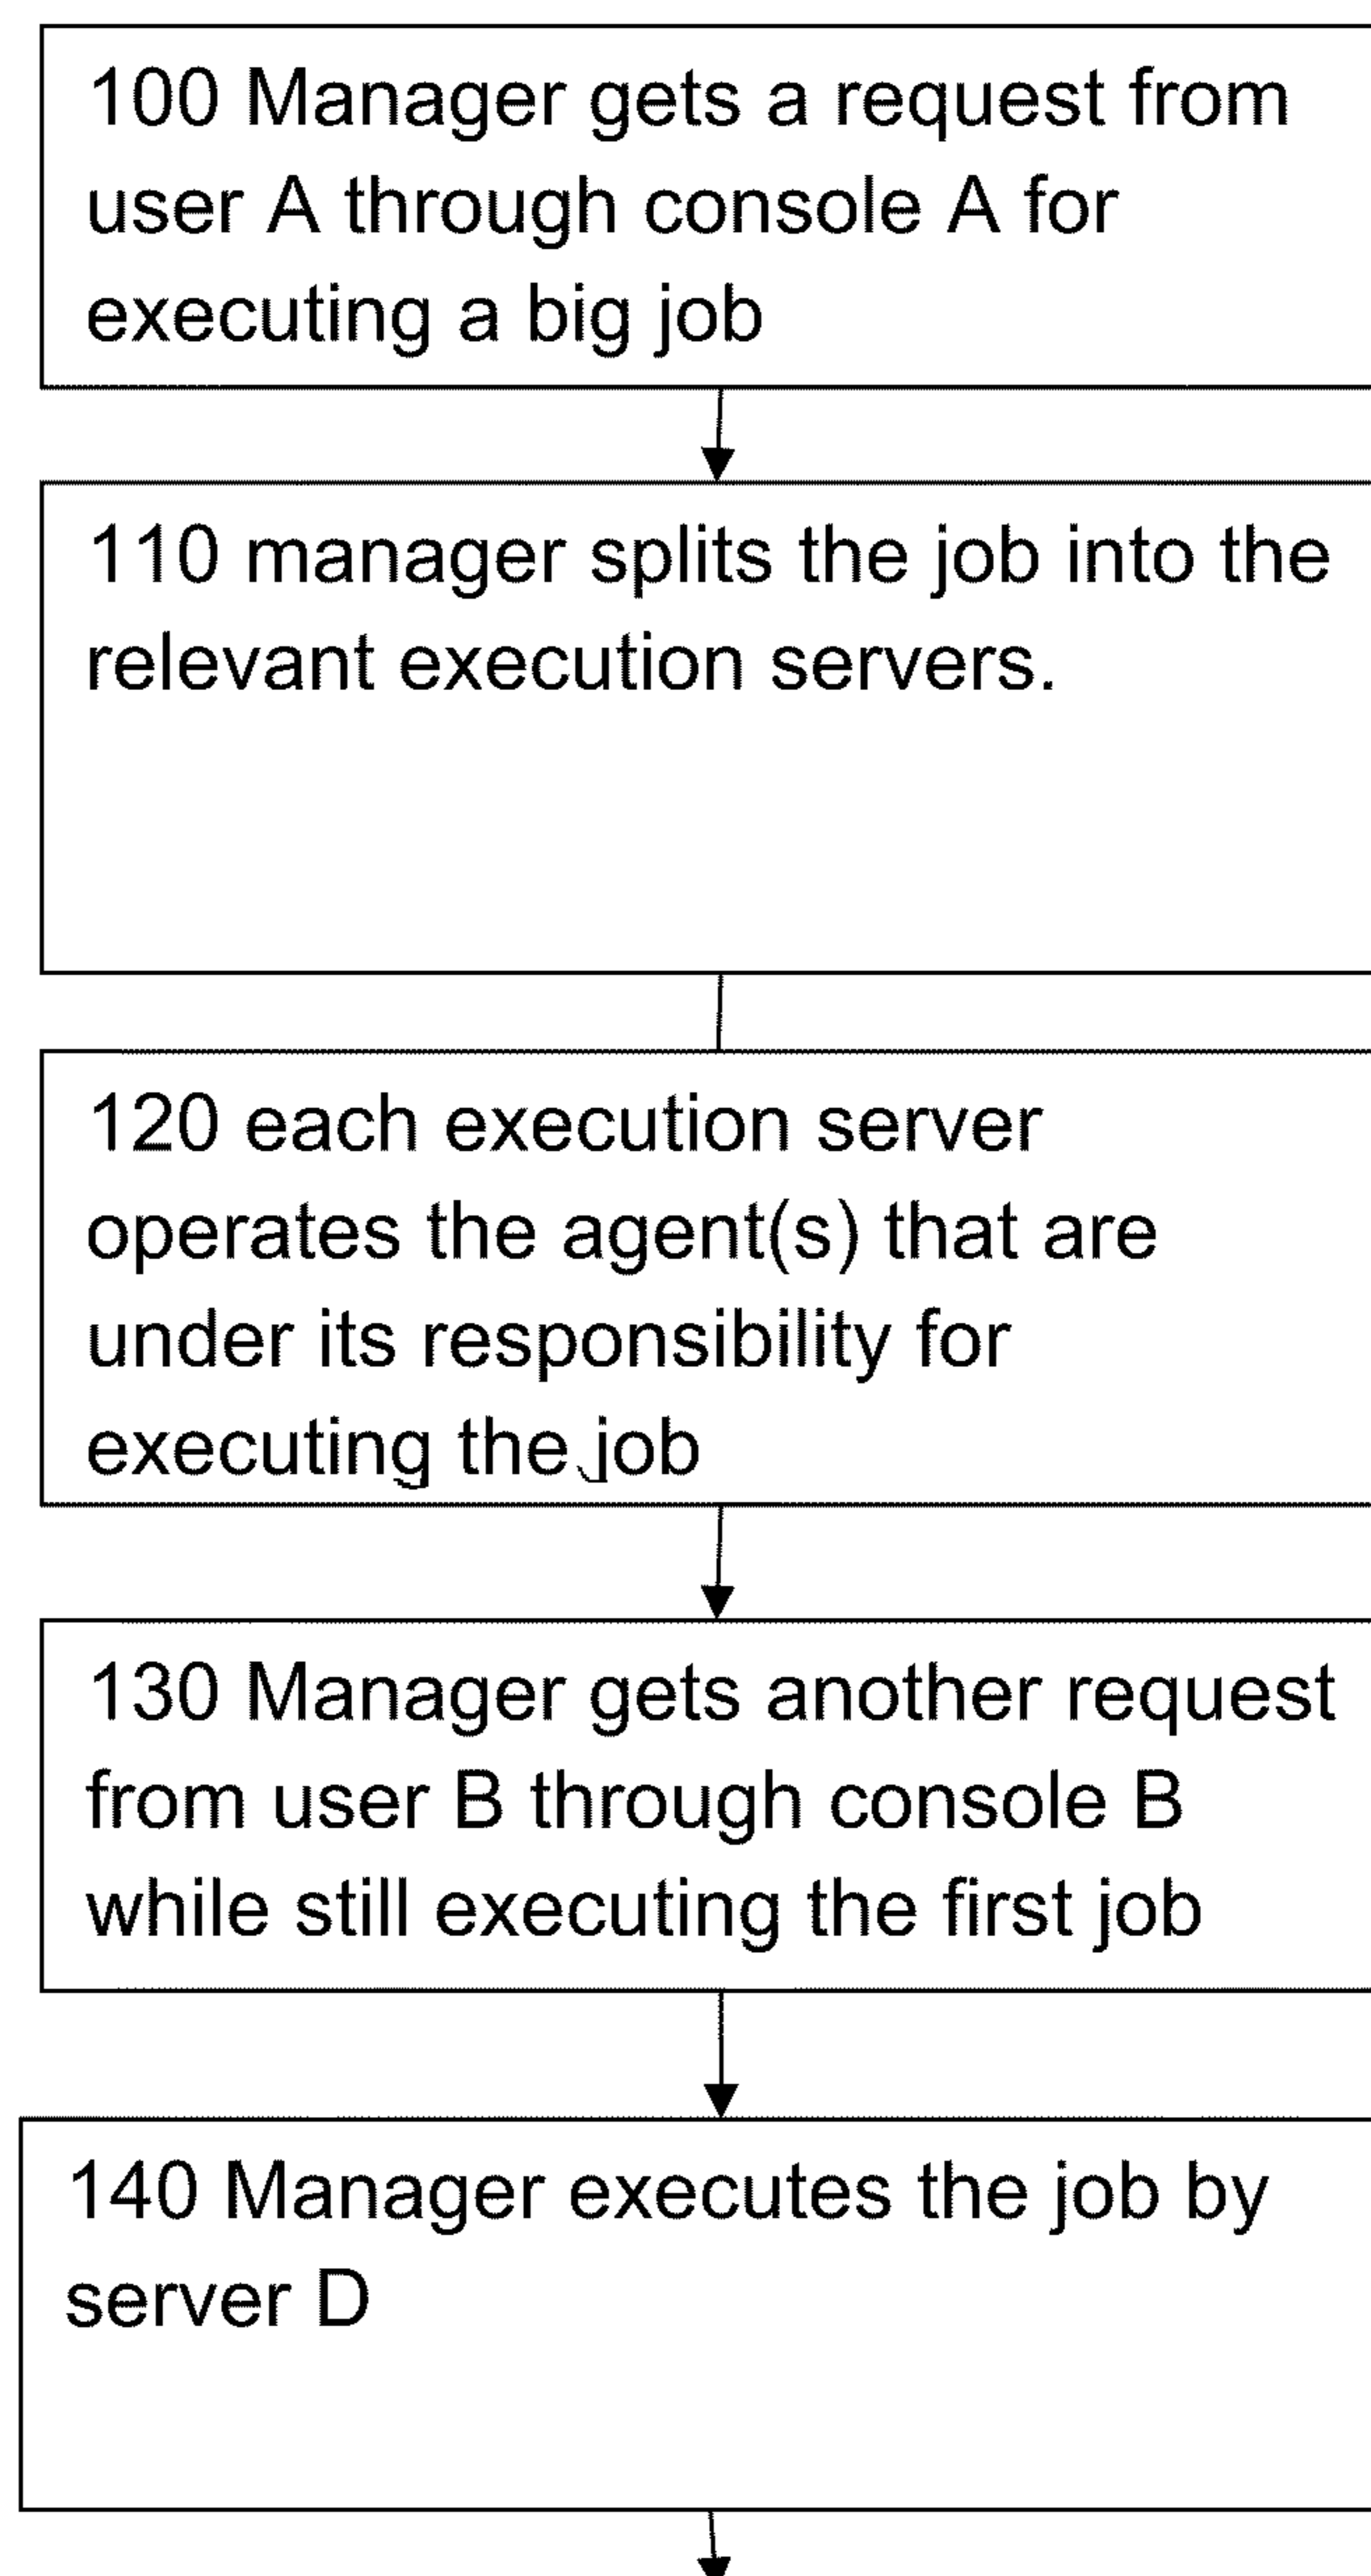 100 Manager gets a request from
user A through console A for
executing a big job
110 manager splits the job into the
relevant execution servers.
120 each execution server
operates the agent(s) that are
under its responsibility for
executing the job
130 Manager gets another request
from user B through console B
while still executing the first job
140 Manager executes the job by
server D